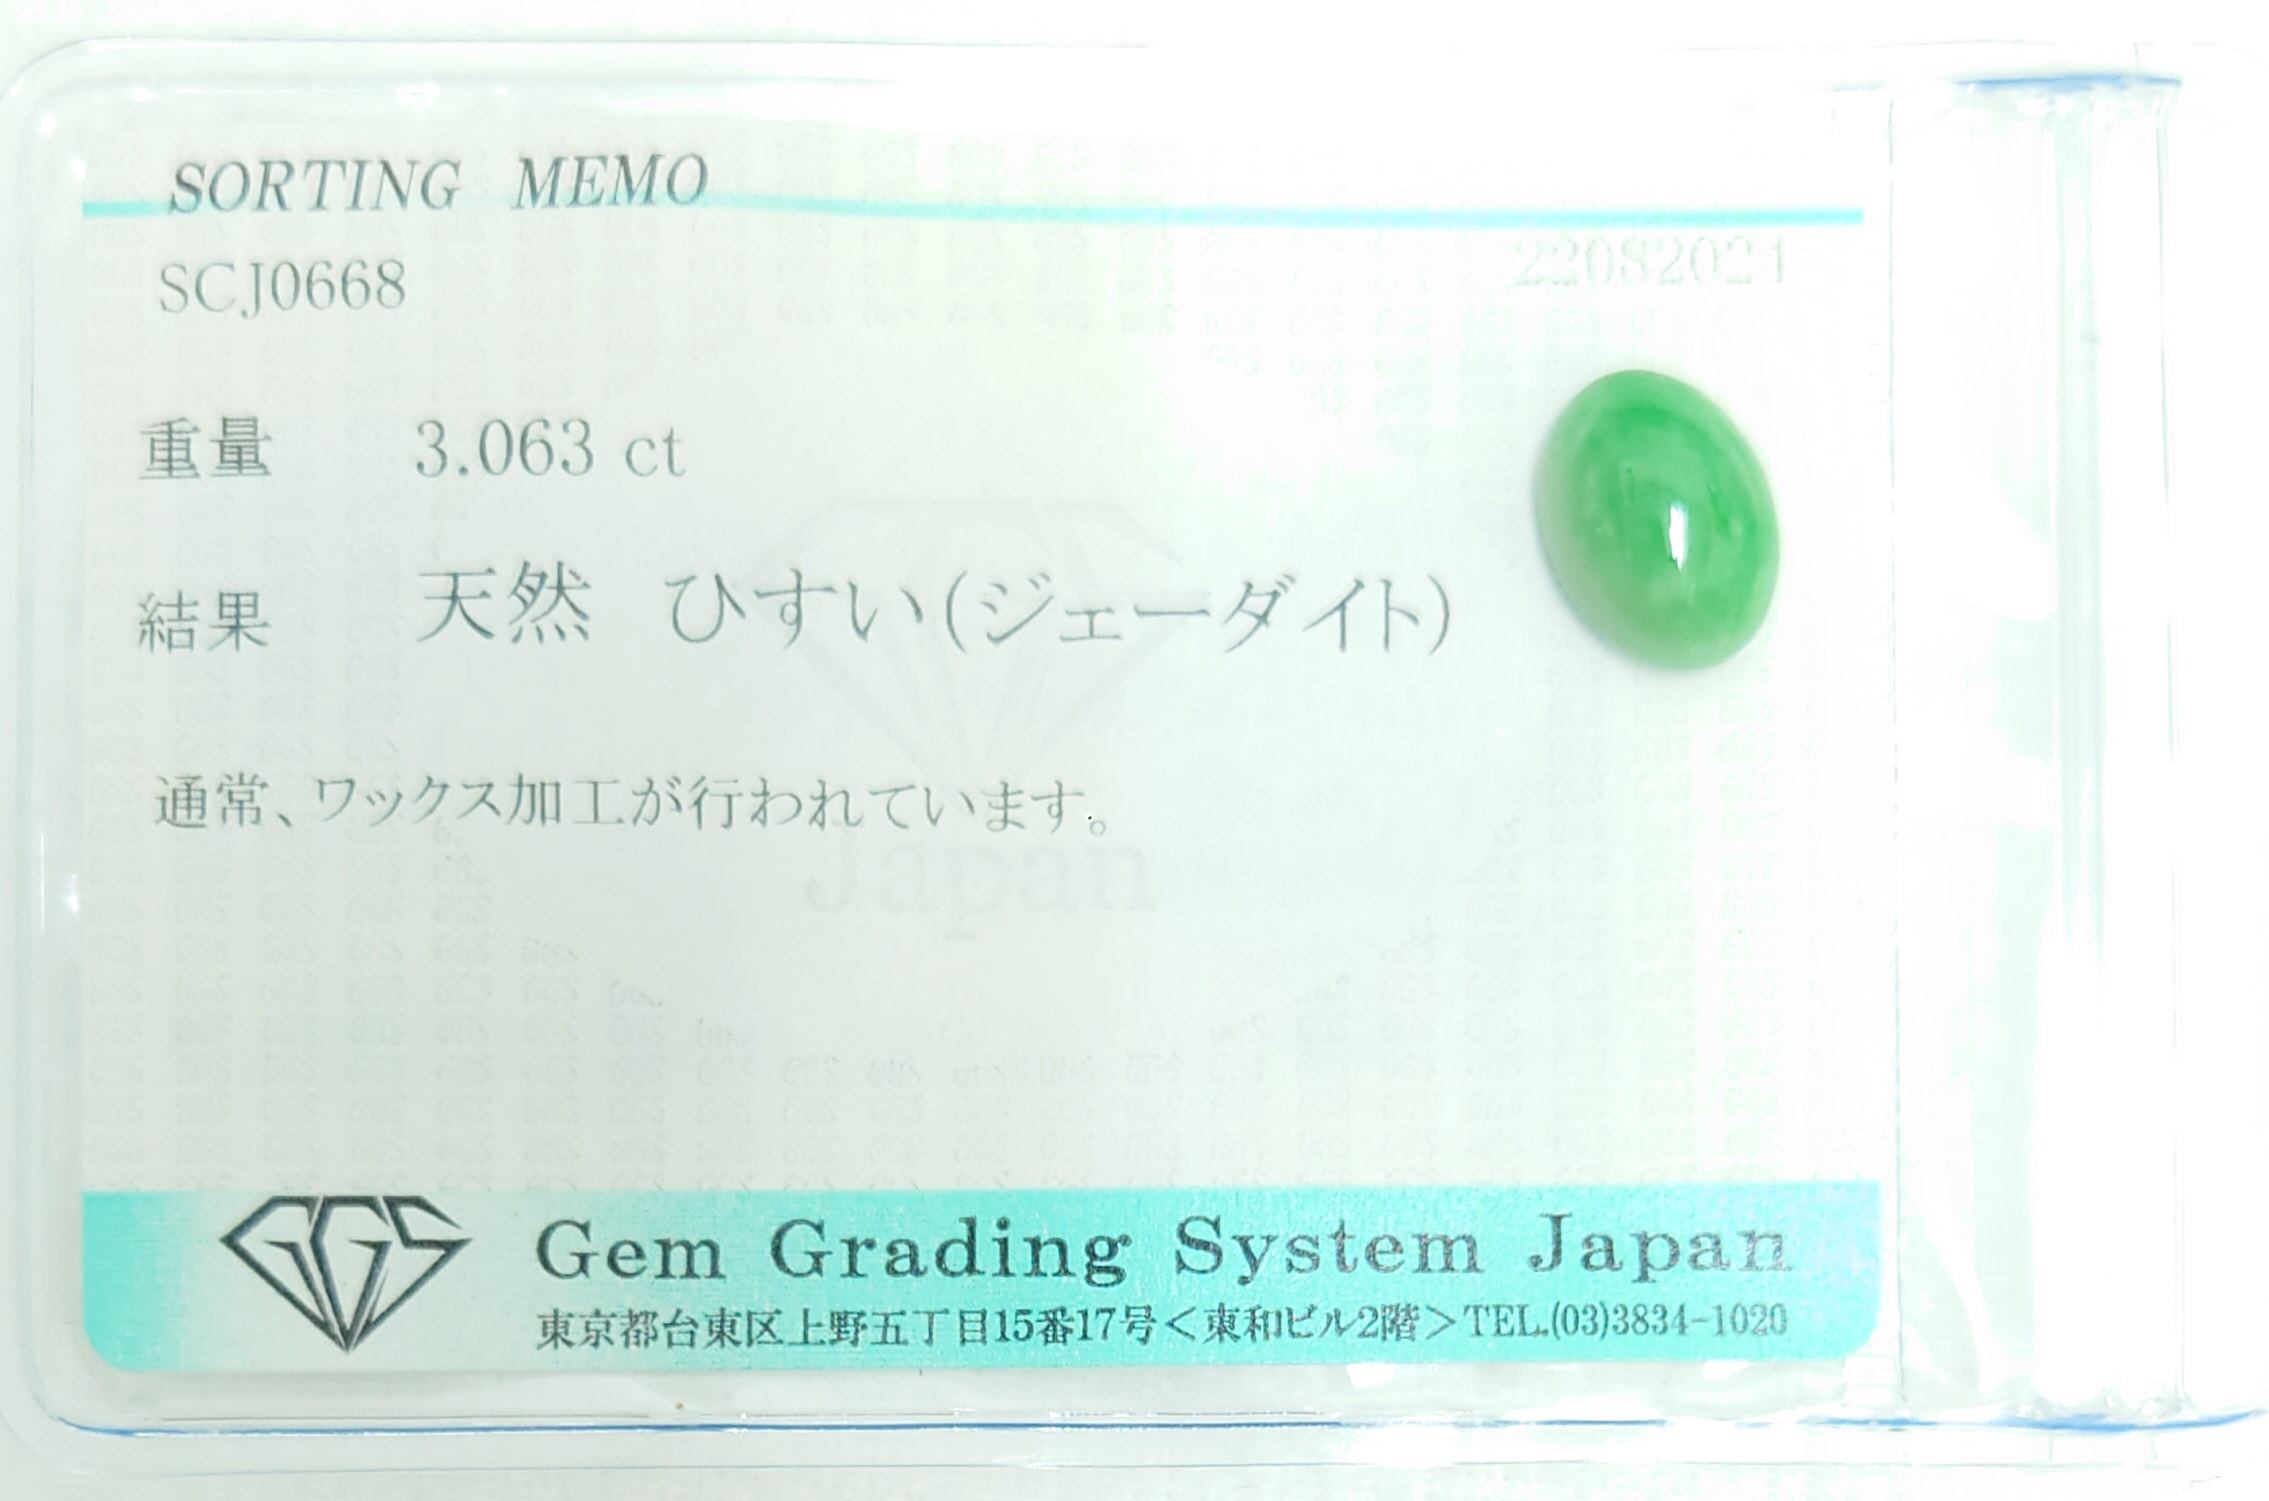 SORTING MEMO
SCJ0668
22082021
重量 3.063 ct
結果 天然 ひすい(ジェーダイト)
通常、ワックス加工が行われています。
Japan
GGS
Gem Grading System Japan
東京都台東区上野五丁目15番17号<東和ビル2階>TEL.(03)3834-1020